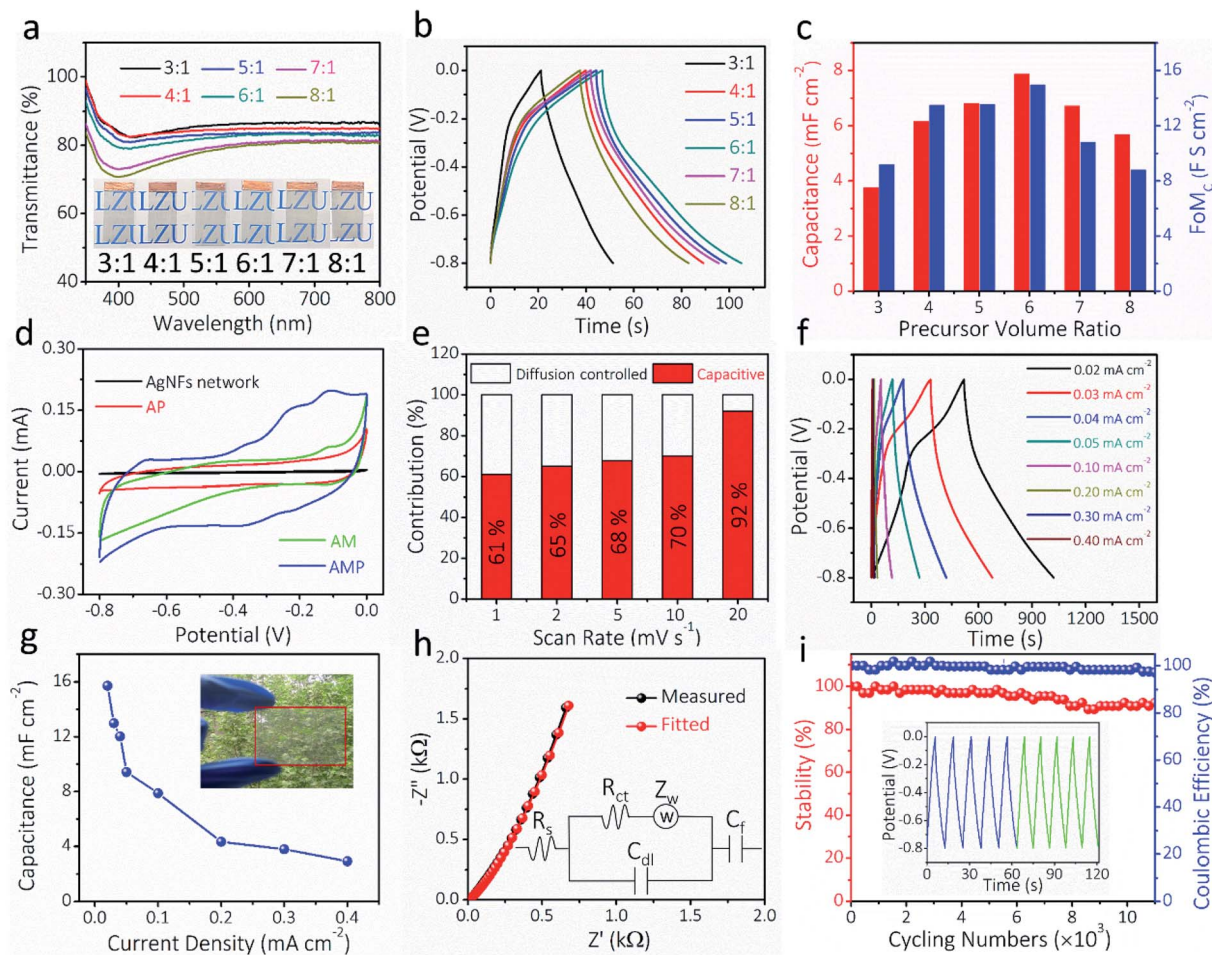 a
Transmittance (%)
100
80
60
40
3:1 5:1 7:1
4:1 6:1 8:1
LZU LZU LZU LZU LZU LZU
LZU LZU LZU LZU LZU LZU
3:1 4:1 5:1 6:1 7:1 8:1
400 500 600 700 800
Wavelength (nm)
b
Potential (V)
0.0
-0.2
-0.4
-0.6
-0.8
3:1
4:1
5:1
6:1
7:1
8:1
0 20 40 60 80 100
Time (s)
c
Capacitance (mF cm⁻²)
8
6
4
2
0
FoM_C (F S cm⁻²)
16
12
8
4
0
3 4 5 6 7 8
Precursor Volume Ratio
d
Current (mA)
0.30
0.15
0.00
-0.15
-0.30
AgNFs network
AP
AM
AMP
-0.8 -0.6 -0.4 -0.2 0.0
Potential (V)
e
Contribution (%)
120
100
80
60
40
20
0
Diffusion controlled Capacitive
61 % 65 % 68 % 70 % 92 %
1 2 5 10 20
Scan Rate (mV s⁻¹)
f
Potential (V)
0.0
-0.2
-0.4
-0.6
-0.8
0.02 mA cm⁻²
0.03 mA cm⁻²
0.04 mA cm⁻²
0.05 mA cm⁻²
0.10 mA cm⁻²
0.20 mA cm⁻²
0.30 mA cm⁻²
0.40 mA cm⁻²
0 300 600 900 1200 1500
Time (s)
g
Capacitance (mF cm⁻²)
16
12
8
4
0
0.0 0.1 0.2 0.3 0.4
Current Density (mA cm⁻²)
h
-Z'' (kΩ)
2.0
1.5
1.0
0.5
0.0
Measured
Fitted
R_s
R_ct
Z_w
W
C_dl
C_f
0.0 0.5 1.0 1.5 2.0
Z' (kΩ)
i
Stability (%)
100
80
60
40
20
0
Coulombic Efficiency (%)
100
80
60
40
20
0
Potential (V)
0.0
-0.4
-0.8
0 30 60 90 120
Time (s)
0 2 4 6 8 10
Cycling Numbers (×10³)